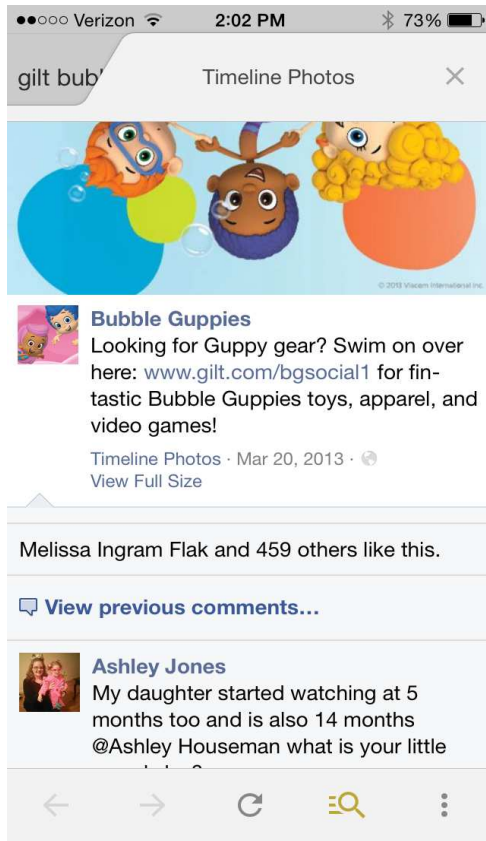 Verizon 2:02 PM 73%
gilt bub
Timeline Photos
© 2013 Viacom International Inc.
Bubble Guppies
Looking for Guppy gear? Swim on over
here: www.gilt.com/bgsocial1 for fin-
tastic Bubble Guppies toys, apparel, and
video games!
Timeline Photos · Mar 20, 2013 ·
View Full Size
Melissa Ingram Flak and 459 others like this.
View previous comments...
Ashley Jones
My daughter started watching at 5
months too and is also 14 months
@Ashley Houseman what is your little